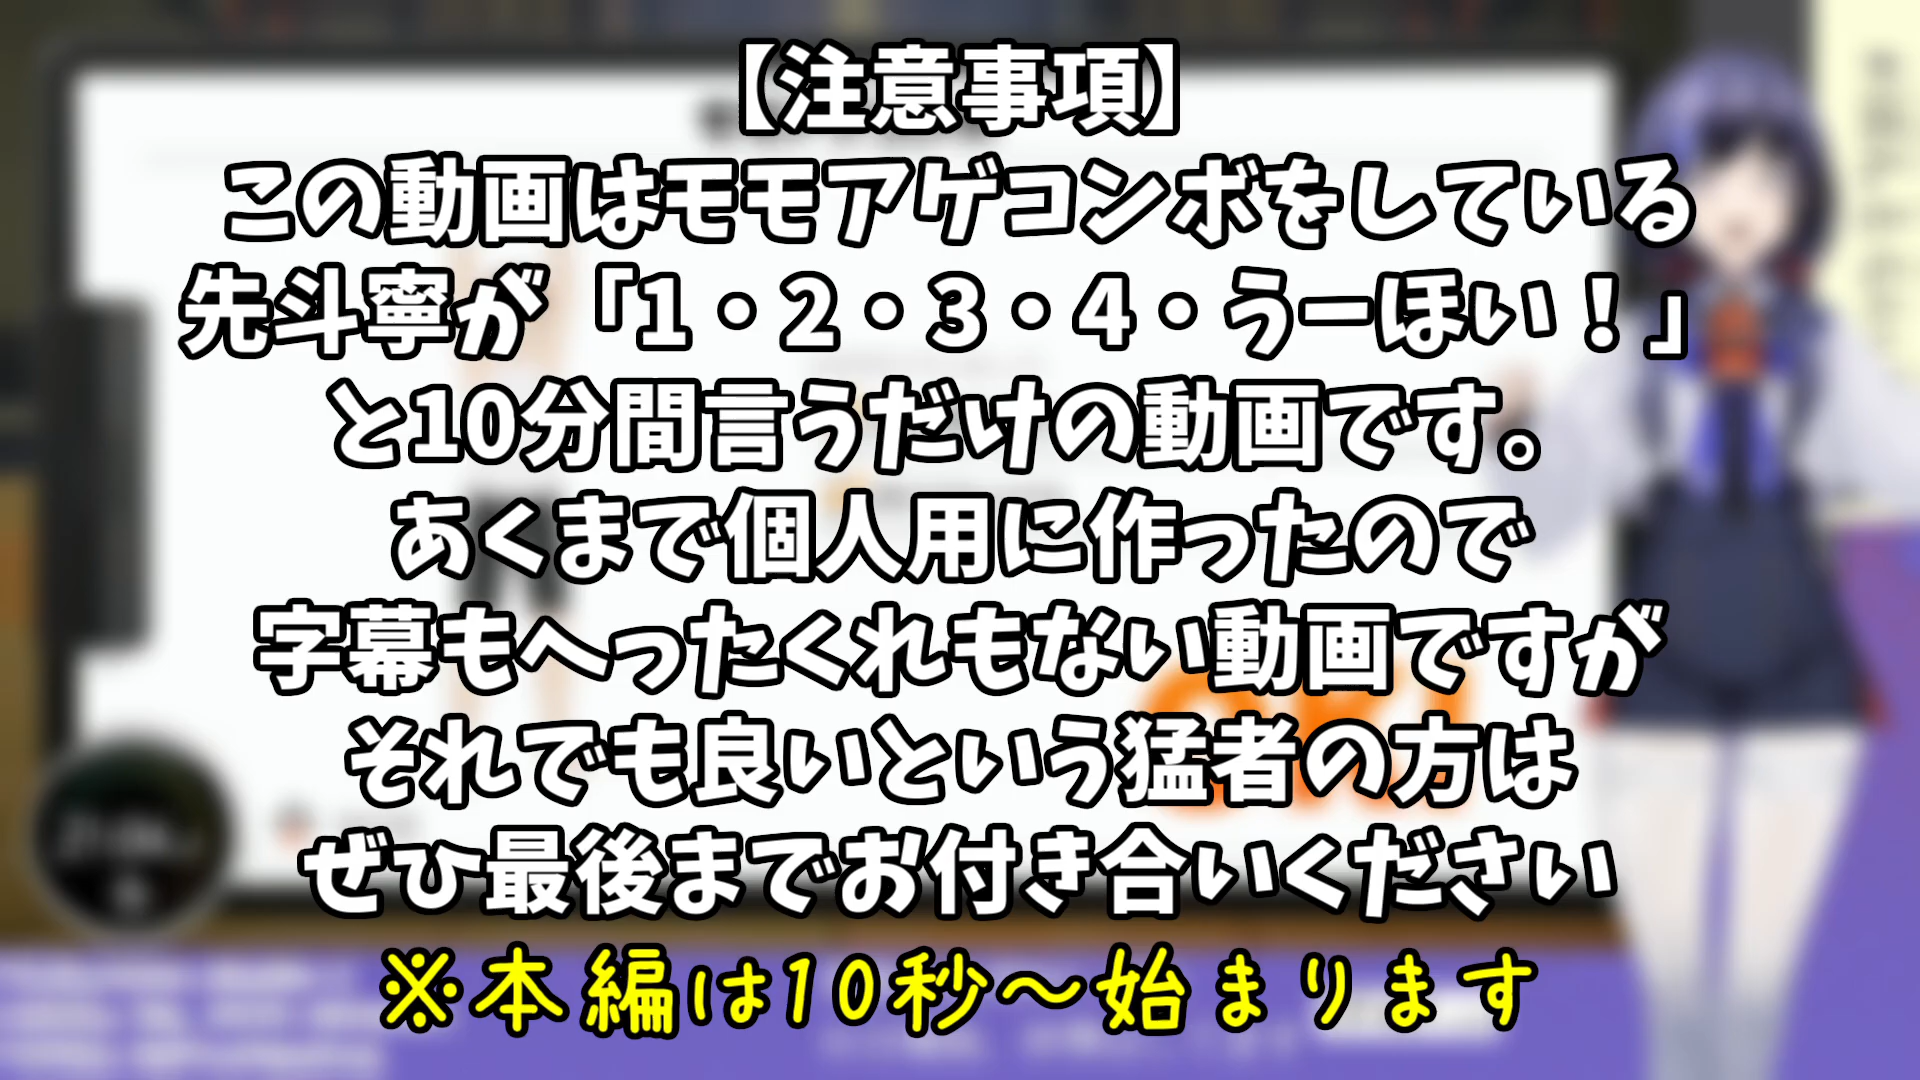 【注意事項】
この動画はモモアゲコンボをしている
先斗寧が「1・2・3・4・うーほい！」
と10分間言うだけの動画です。
あくまで個人用に作ったので
字幕もへったくれもない動画ですが
それでも良いという猛者の方は
ぜひ最後までお付き合いください
※本編は10秒～始まります